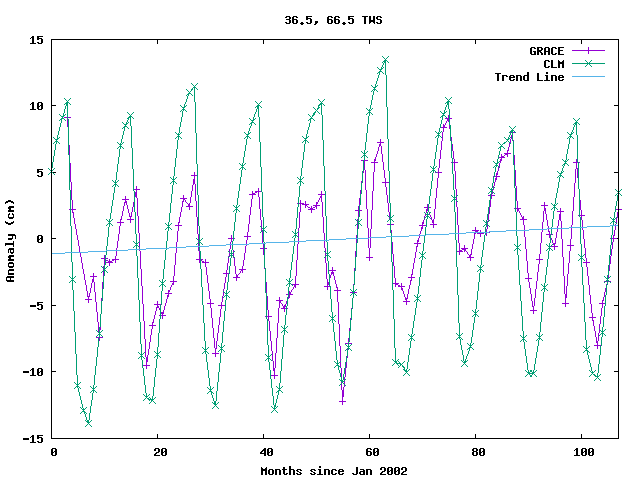 36.5, 66.5 TWS
GRACE
CLM
Trend Line
15
10
5
0
-5
-10
-15
Anomaly (cm)
0 20 40 60 80 100
Months since Jan 2002